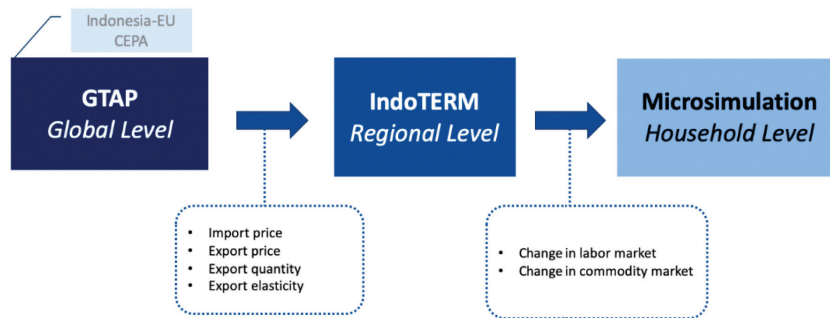 Indonesia-EU
CEPA
GTAP
Global Level
IndoTERM
Regional Level
Microsimulation
Household Level
• Import price
• Export price
• Export quantity
• Export elasticity
• Change in labor market
• Change in commodity market